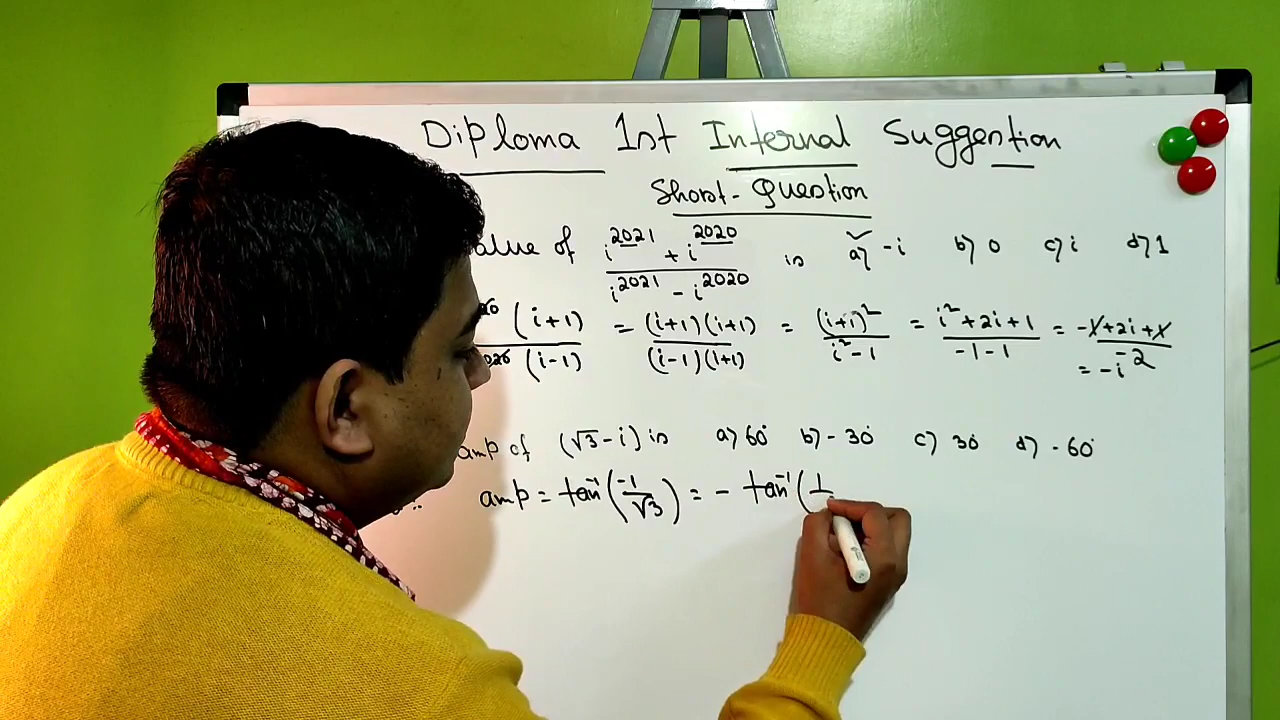 Diploma 1st Internal Suggestion
Short-Question
value of (i^2021 + i^2020)/(i^2021 - i^2020) is a) -i b) 0 c) i d) 1
(i+1)/(i-1) = (i+1)(i+1)/(i-1)(i+1) = (i+1)^2/i^2-1 = i^2+2i+1/-1-1 = -1+2i+1/-2
= -i
amp of (√3-i) is a) 60° b) -30° c) 30 d) -60°
amp = tan^-1(-1/√3) = - tan^-1(1/